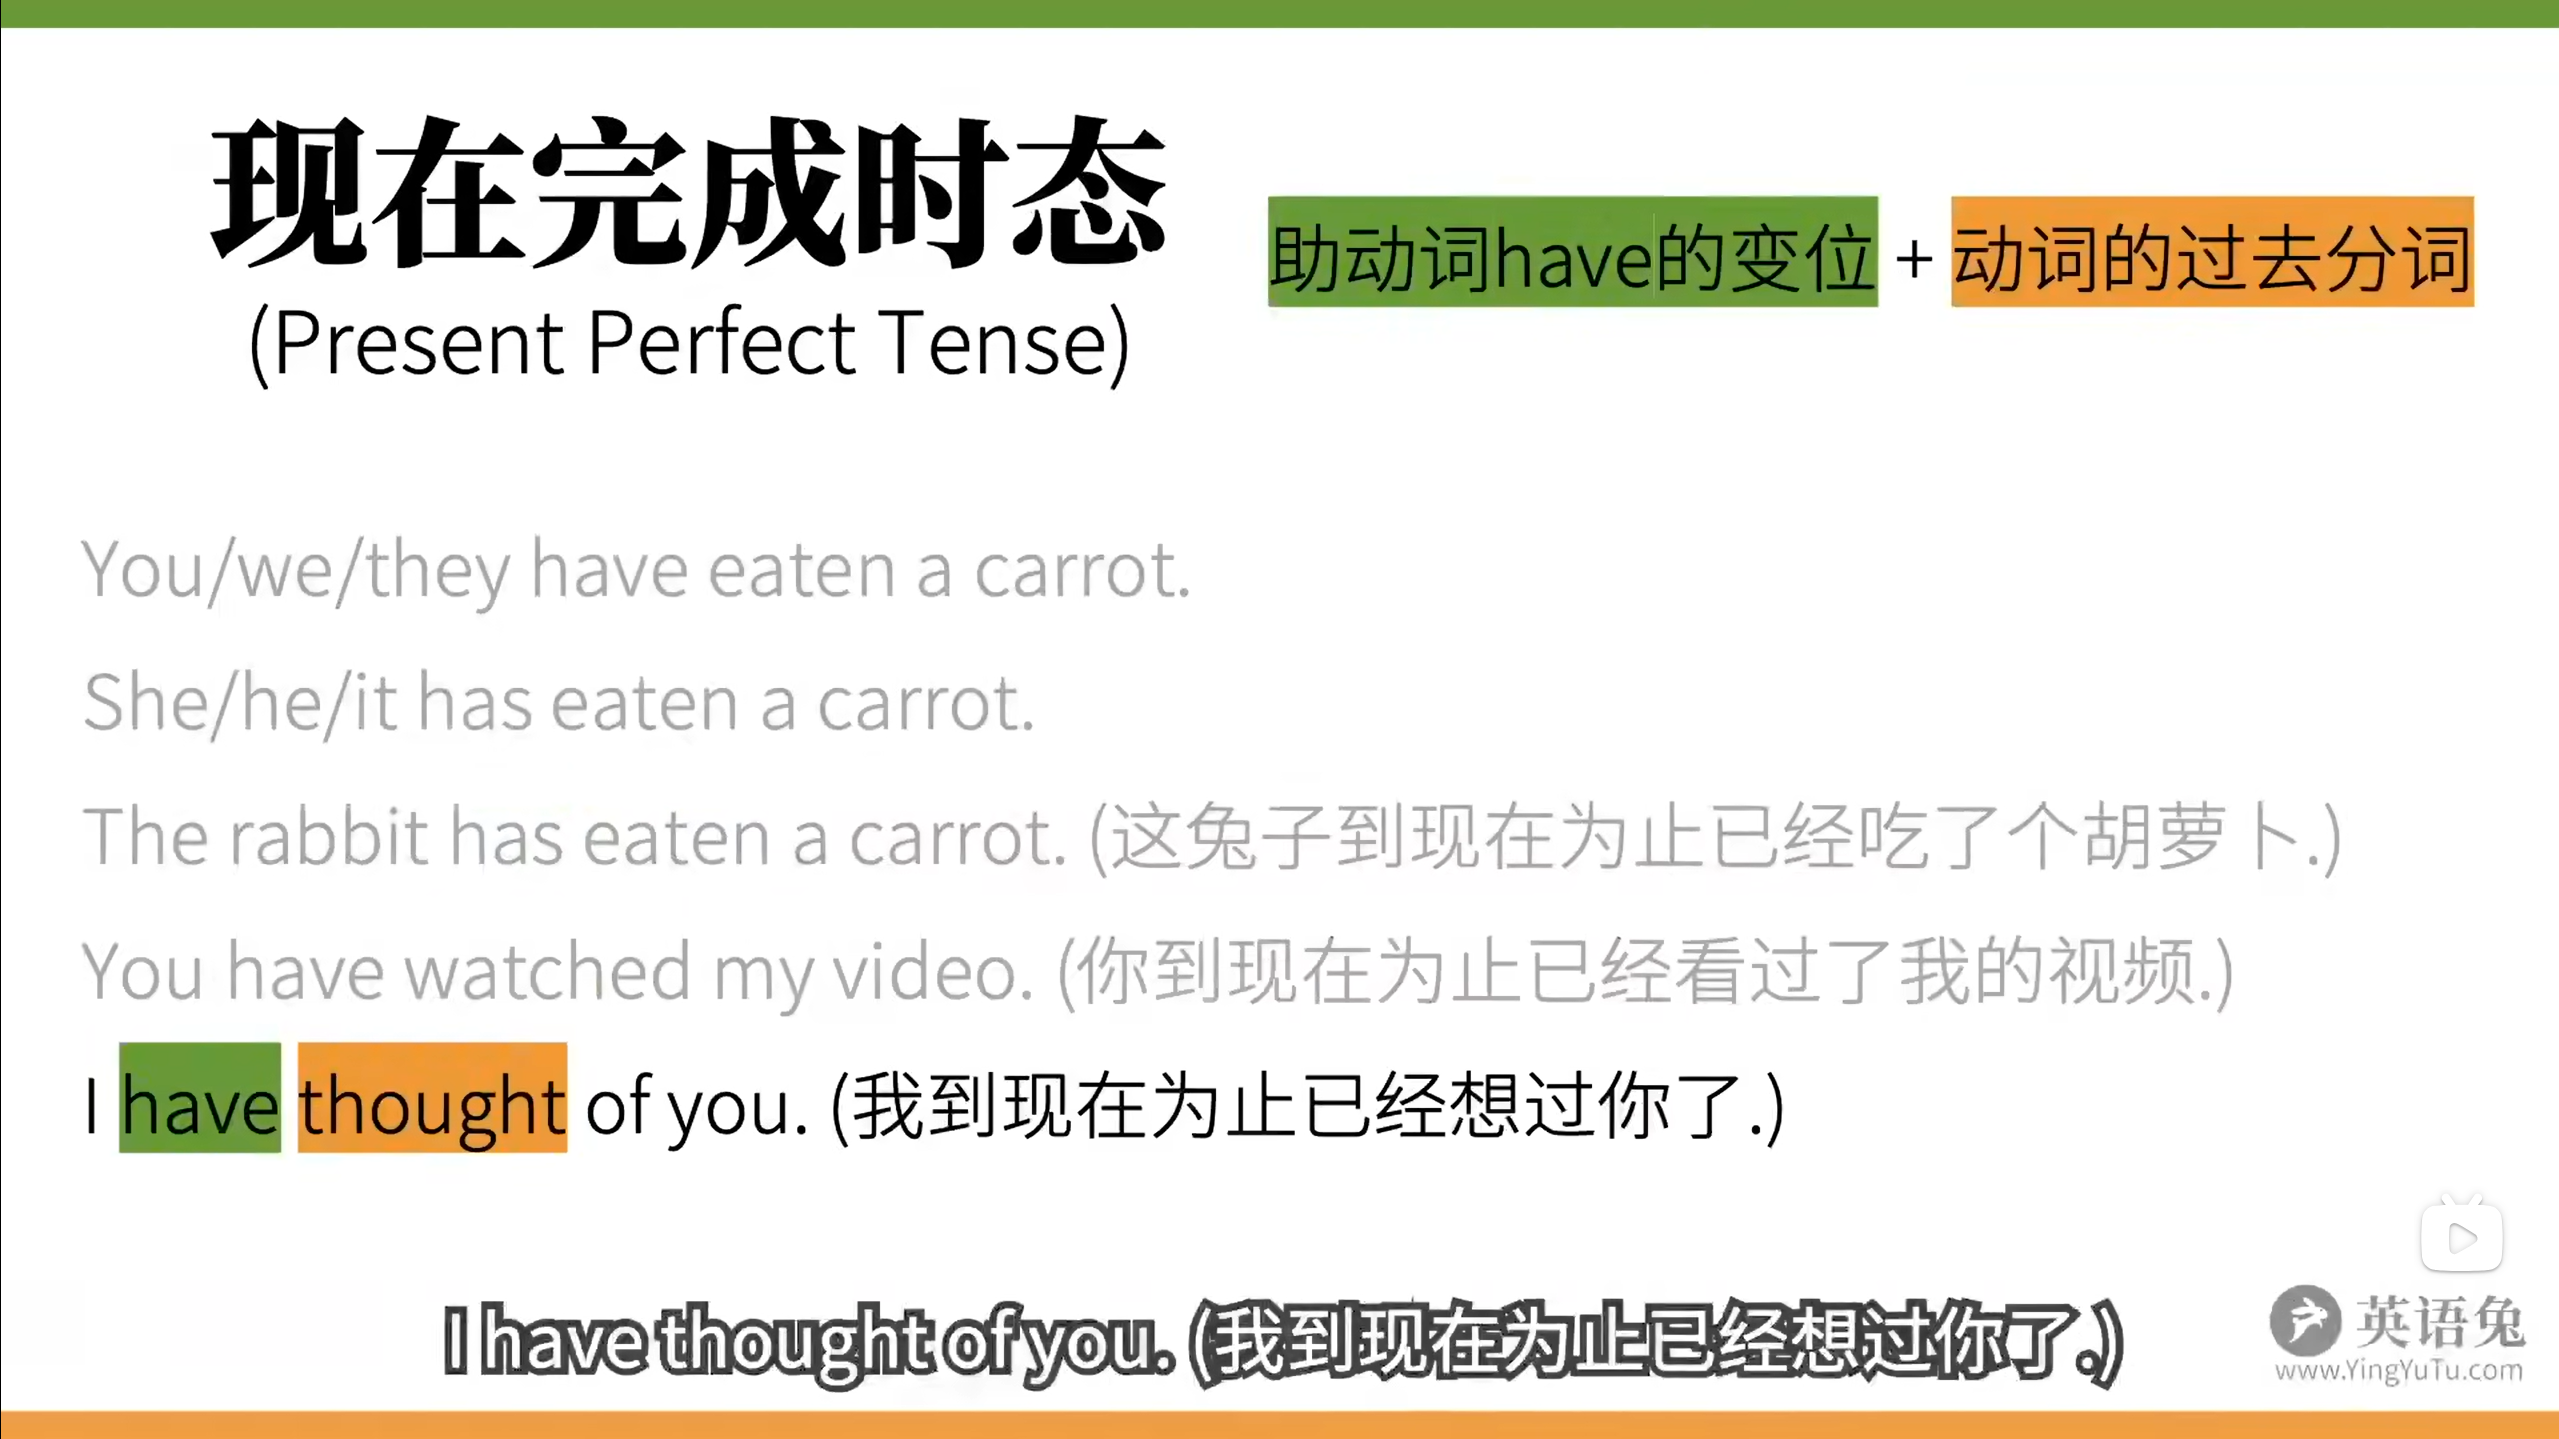 现在完成时态
(Present Perfect Tense)
助动词have的变位 + 动词的过去分词
You/we/they have eaten a carrot.
She/he/it has eaten a carrot.
The rabbit has eaten a carrot. (这兔子到现在为止已经吃了个胡萝卜.)
You have watched my video. (你到现在为止已经看过了我的视频.)
I have thought of you. (我到现在为止已经想过你了.)
I have thought of you. (我到现在为止已经想过你了.)
英语兔
www.YingYuTu.com